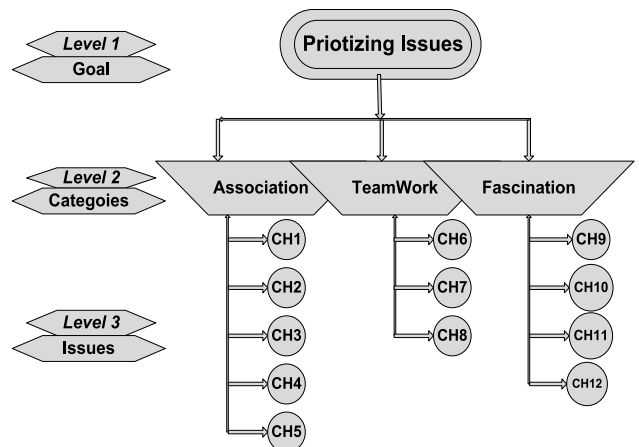 Level 1
Goal
Priotizing Issues
Level 2
Categoies
Association
TeamWork
Fascination
CH1
CH2
CH3
CH4
CH5
CH6
CH7
CH8
CH9
CH10
CH11
CH12
Level 3
Issues